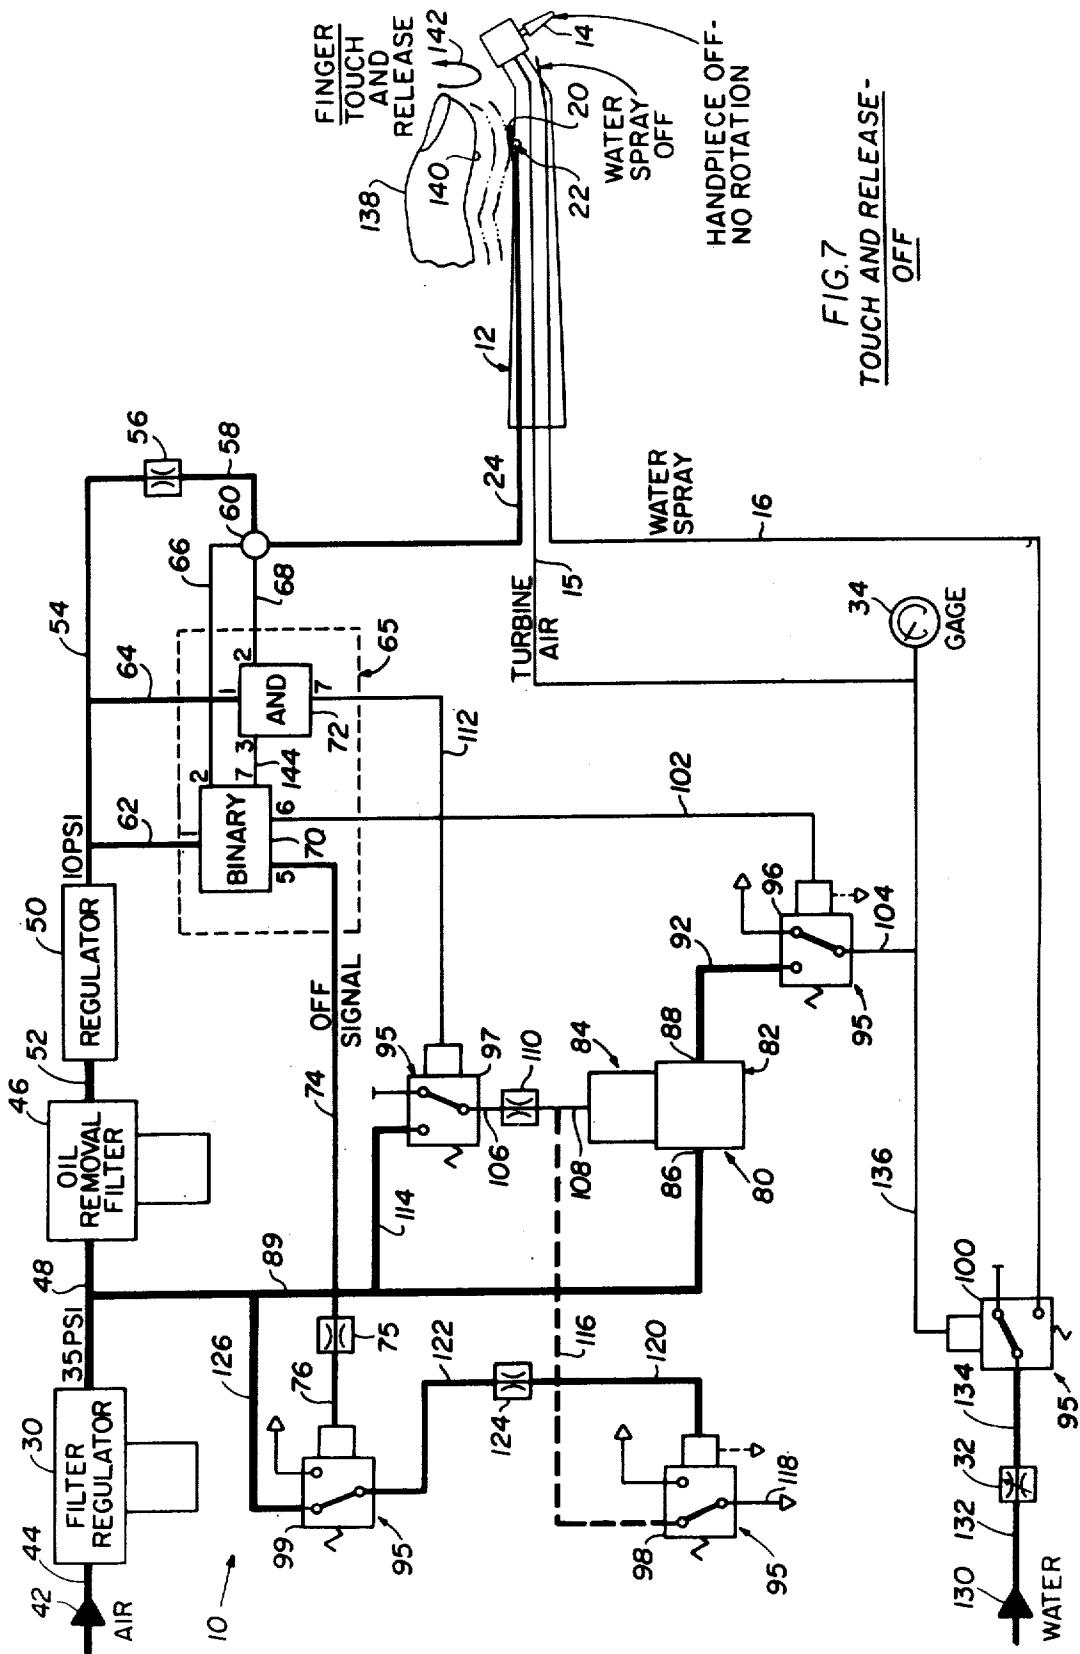 FINGER
TOUCH
AND
RELEASE
142
138
140
14
20
22
WATER
SPRAY
OFF
HANDPIECE OFF-
NO ROTATION
12
24
56
58
60
54
66
68
64
62
10PSI
1
2
AND
3
7
72
65
144
1
2
7
BINARY
5
6
70
50
REGULATOR
52
46
OIL
REMOVAL
FILTER
48
35PSI
30
FILTER
REGULATOR
44
42
AIR
10
TURBINE
AIR
15
WATER
SPRAY
16
34
GAGE
112
102
OFF
SIGNAL
74
95
97
110
106
108
114
84
86
88
82
80
92
96
104
95
89
126
75
76
122
124
116
120
99
95
98
118
95
136
100
134
95
32
132
130
WATER
FIG.7
TOUCH AND RELEASE-
OFF